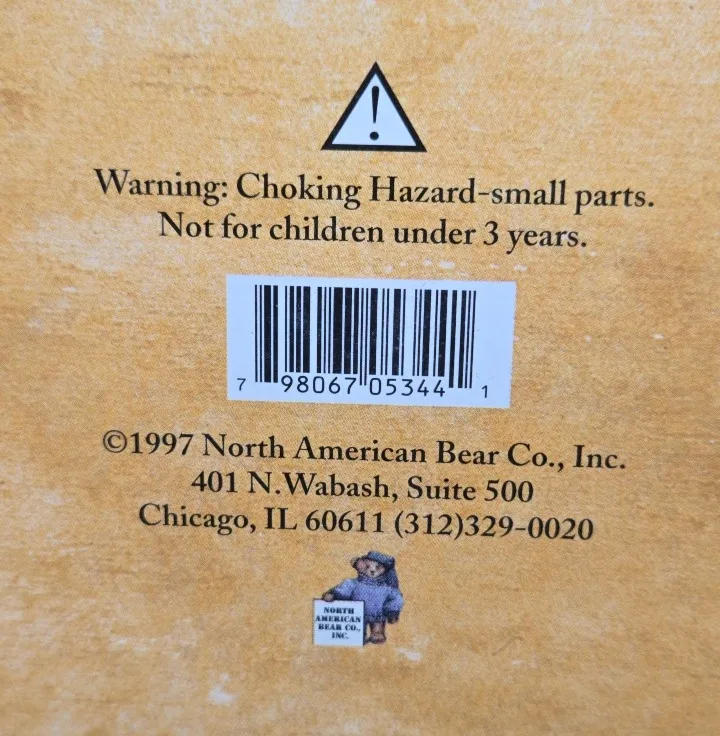 Warning: Choking Hazard-small parts.
Not for children under 3 years.
7 98067 05344 1
©1997 North American Bear Co., Inc.
401 N.Wabash, Suite 500
Chicago, IL 60611 (312)329-0020
NORTH
AMERICAN
BEAR CO.,
INC.